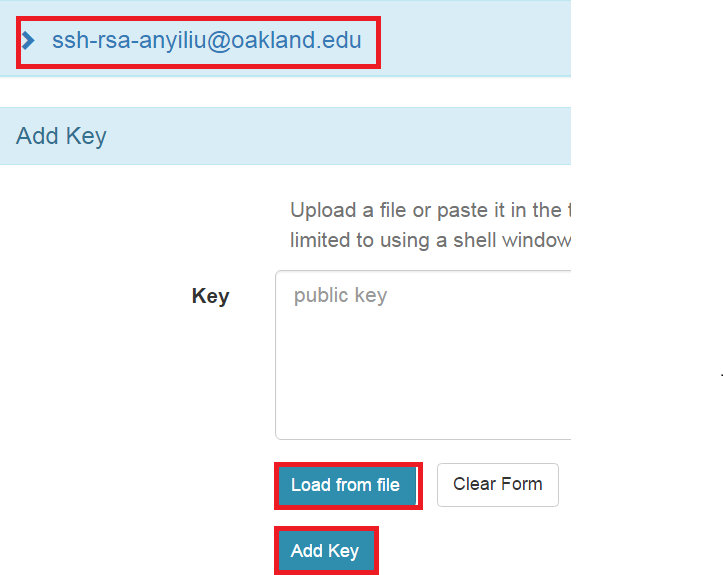 ssh-rsa-anyiliu@oakland.edu
Add Key
Upload a file or paste it in the
limited to using a shell window
Key
public key
Load from file
Clear Form
Add Key